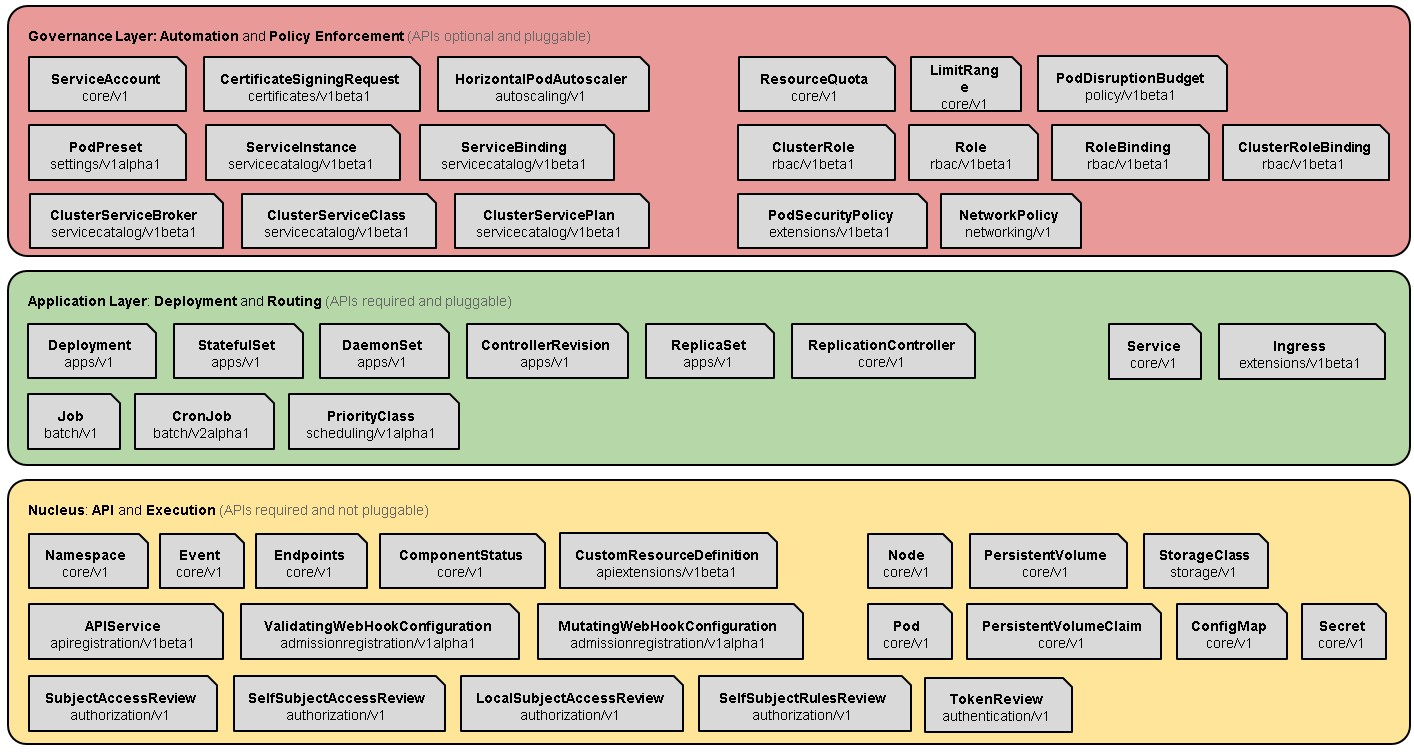 Governance Layer: Automation and Policy Enforcement (APIs optional and pluggable)
ServiceAccount
core/v1
CertificateSigningRequest
certificates/v1beta1
HorizontalPodAutoscaler
autoscaling/v1
ResourceQuota
core/v1
LimitRang
e
core/v1
PodDisruptionBudget
policy/v1beta1
PodPreset
settings/v1alpha1
ServiceInstance
servicecatalog/v1beta1
ServiceBinding
servicecatalog/v1beta1
ClusterRole
rbac/v1beta1
Role
rbac/v1beta1
RoleBinding
rbac/v1beta1
ClusterRoleBinding
rbac/v1beta1
ClusterServiceBroker
servicecatalog/v1beta1
ClusterServiceClass
servicecatalog/v1beta1
ClusterServicePlan
servicecatalog/v1beta1
PodSecurityPolicy
extensions/v1beta1
NetworkPolicy
networking/v1
Application Layer: Deployment and Routing (APIs required and pluggable)
Deployment
apps/v1
StatefulSet
apps/v1
DaemonSet
apps/v1
ControllerRevision
apps/v1
ReplicaSet
apps/v1
ReplicationController
core/v1
Service
core/v1
Ingress
extensions/v1beta1
Job
batch/v1
CronJob
batch/v2alpha1
PriorityClass
scheduling/v1alpha1
Nucleus: API and Execution (APIs required and not pluggable)
Namespace
core/v1
Event
core/v1
Endpoints
core/v1
ComponentStatus
core/v1
CustomResourceDefinition
apiextensions/v1beta1
Node
core/v1
PersistentVolume
core/v1
StorageClass
storage/v1
APIService
apiregistration/v1beta1
ValidatingWebHookConfiguration
admissionregistration/v1alpha1
MutatingWebHookConfiguration
admissionregistration/v1alpha1
Pod
core/v1
PersistentVolumeClaim
core/v1
ConfigMap
core/v1
Secret
core/v1
SubjectAccessReview
authorization/v1
SelfSubjectAccessReview
authorization/v1
LocalSubjectAccessReview
authorization/v1
SelfSubjectRulesReview
authorization/v1
TokenReview
authentication/v1